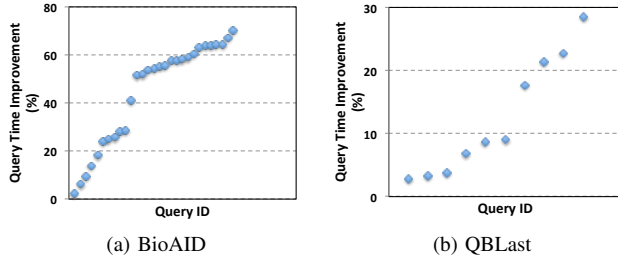 Query Time Improvement
(%)
80
60
40
20
0
Query ID
(a) BioAID
Query Time Improvement
(%)
30
20
10
0
Query ID
(b) QBLast